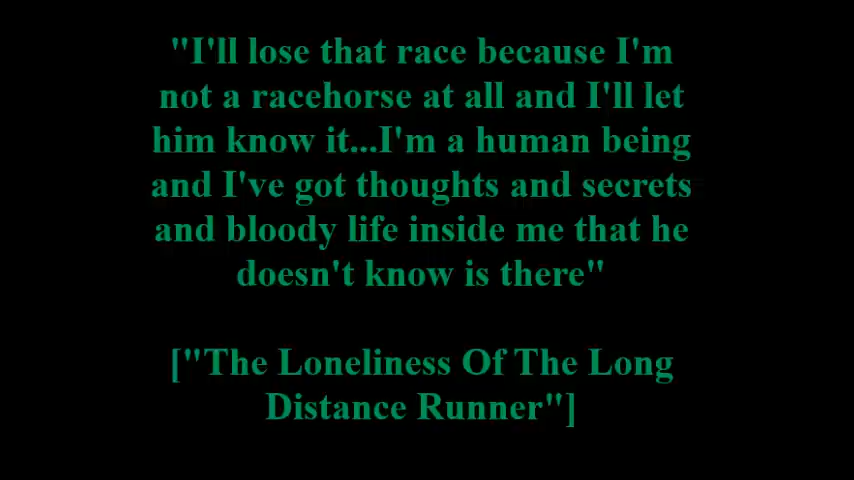 "I'll lose that race because I'm
not a racehorse at all and I'll let
him know it...I'm a human being
and I've got thoughts and secrets
and bloody life inside me that he
doesn't know is there"
["The Loneliness Of The Long
Distance Runner"]